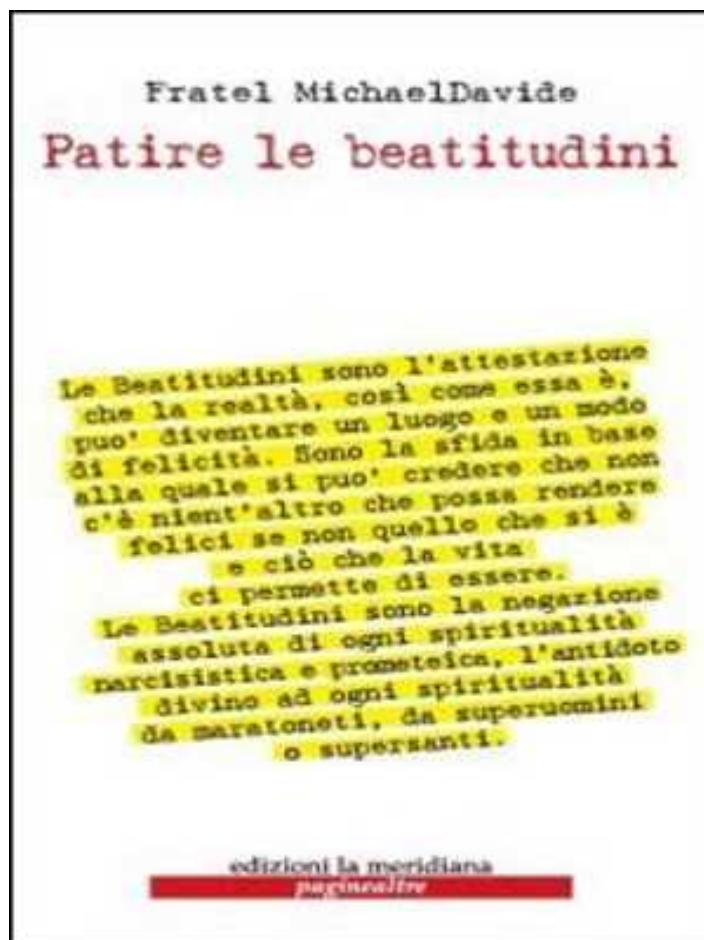 Fratel MichaelDavide
Patire le beatitudini
Le Beatitudini sono l'attestazione
che la realtà, così come essa è,
puo' diventare un luogo e un modo
di felicità. Sono la sfida in base
alla quale si puo' credere che non
c'è nient'altro che possa rendere
felici se non quello che si è
e ciò che la vita
ci permette di essere.
Le Beatitudini sono la negazione
assoluta di ogni spiritualità
narcisistica e prometeica, l'antidoto
divino ad ogni spiritualità
da maratoneti, da superuomini
o supersanti.
edizioni la meridiana
paginealtre